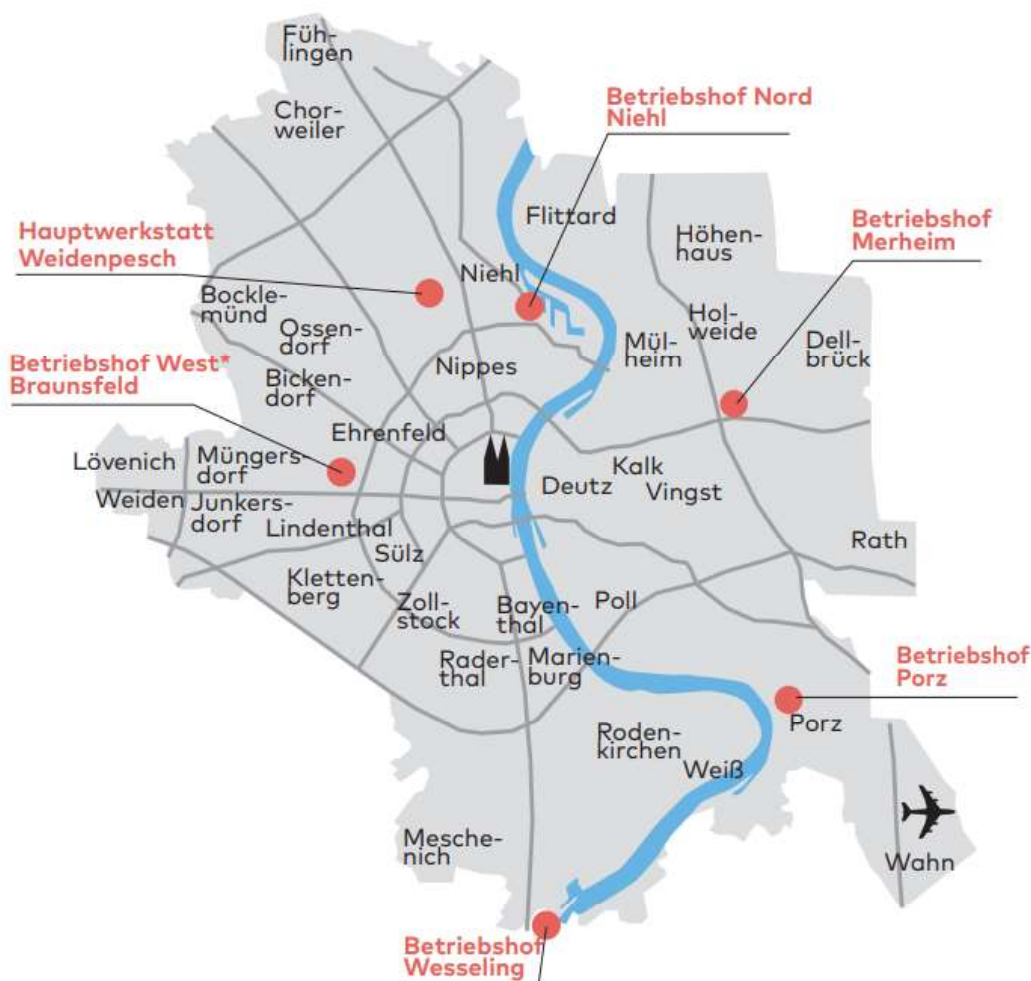 Füh-
lingen
Chor-
weiler
Betriebshof Nord
Niehl
Flittard
Höhen-
haus
Betriebshof
Merheim
Hauptwerkstatt
Weidenpesch
Niehl
Bockle-
münd
Ossen-
dorf
Hol-
weide
Mül-
heim
Dell-
brück
Betriebshof West*
Braunsfeld
Bicken-
dorf
Nippes
Ehrenfeld
Lövenich
Müngers-
dorf
Kalk
Deutz
Vingst
Weiden
Junkers-
dorf
Lindenthal
Sülz
Rath
Kletten-
berg
Zoll-
stock
Bayen-
thal
Poll
Rader-
thal
Marien-
burg
Betriebshof
Porz
Porz
Roden-
kirchen
Weiß
Mesche-
nich
Wahn
Betriebshof
Wesseling